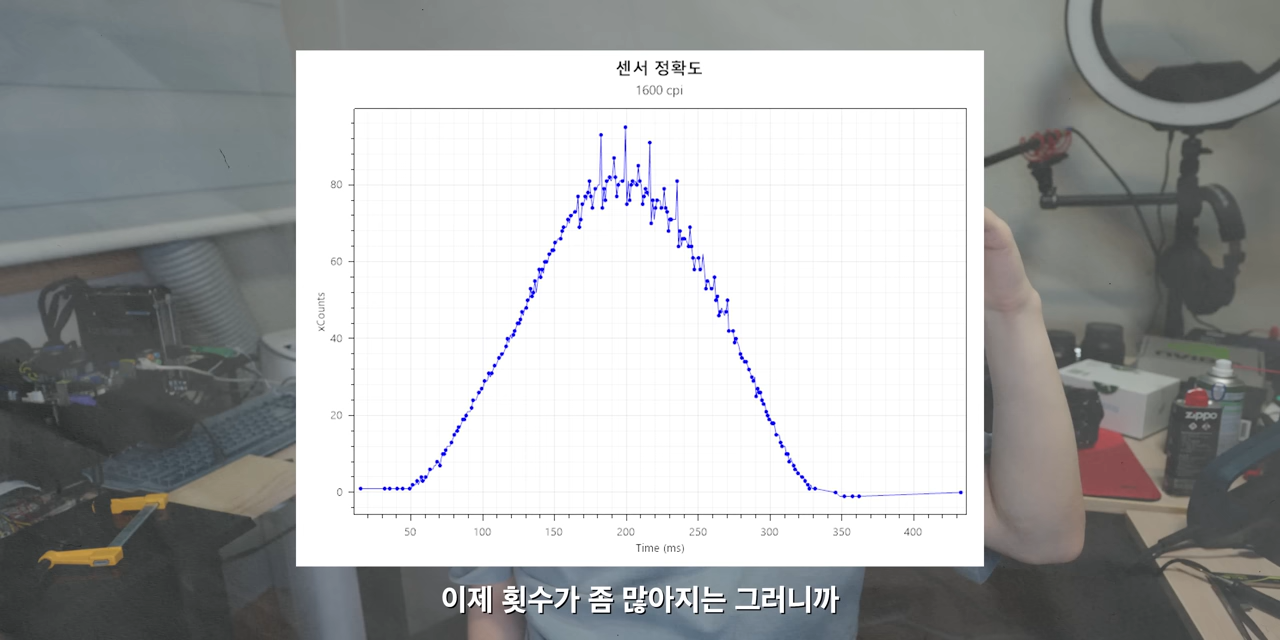 센서 정확도
1600 cpi
80
60
40
20
0
xCounts
50 100 150 200 250 300 350 400
Time (ms)
zippo
이제 횟수가 좀 많아지는 그러니까